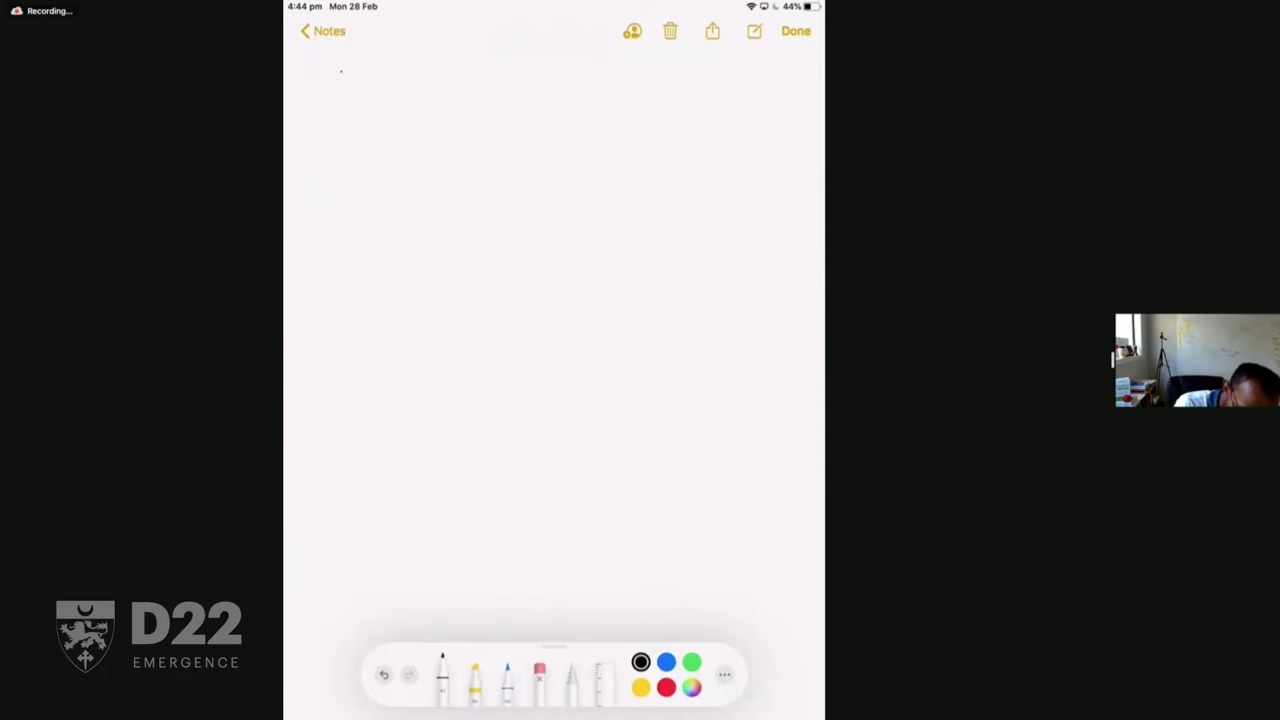 Recording...
4:44 pm Mon 28 Feb
44%
Notes
Done
D22
EMERGENCE